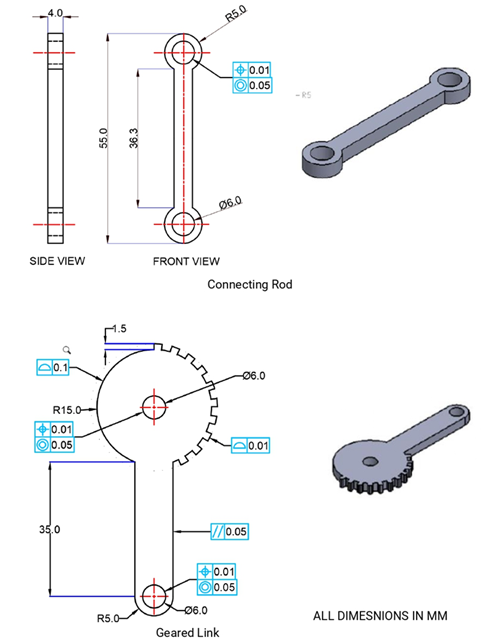 4.0
R5.0
0.01
0.05
55.0
36.3
Ø6.0
R5
SIDE VIEW
FRONT VIEW
Connecting Rod
1.5
0.1
Ø6.0
R15.0
0.01
0.05
0.01
35.0
// 0.05
0.01
0.05
R5.0
Ø6.0
Geared Link
ALL DIMESNIONS IN MM